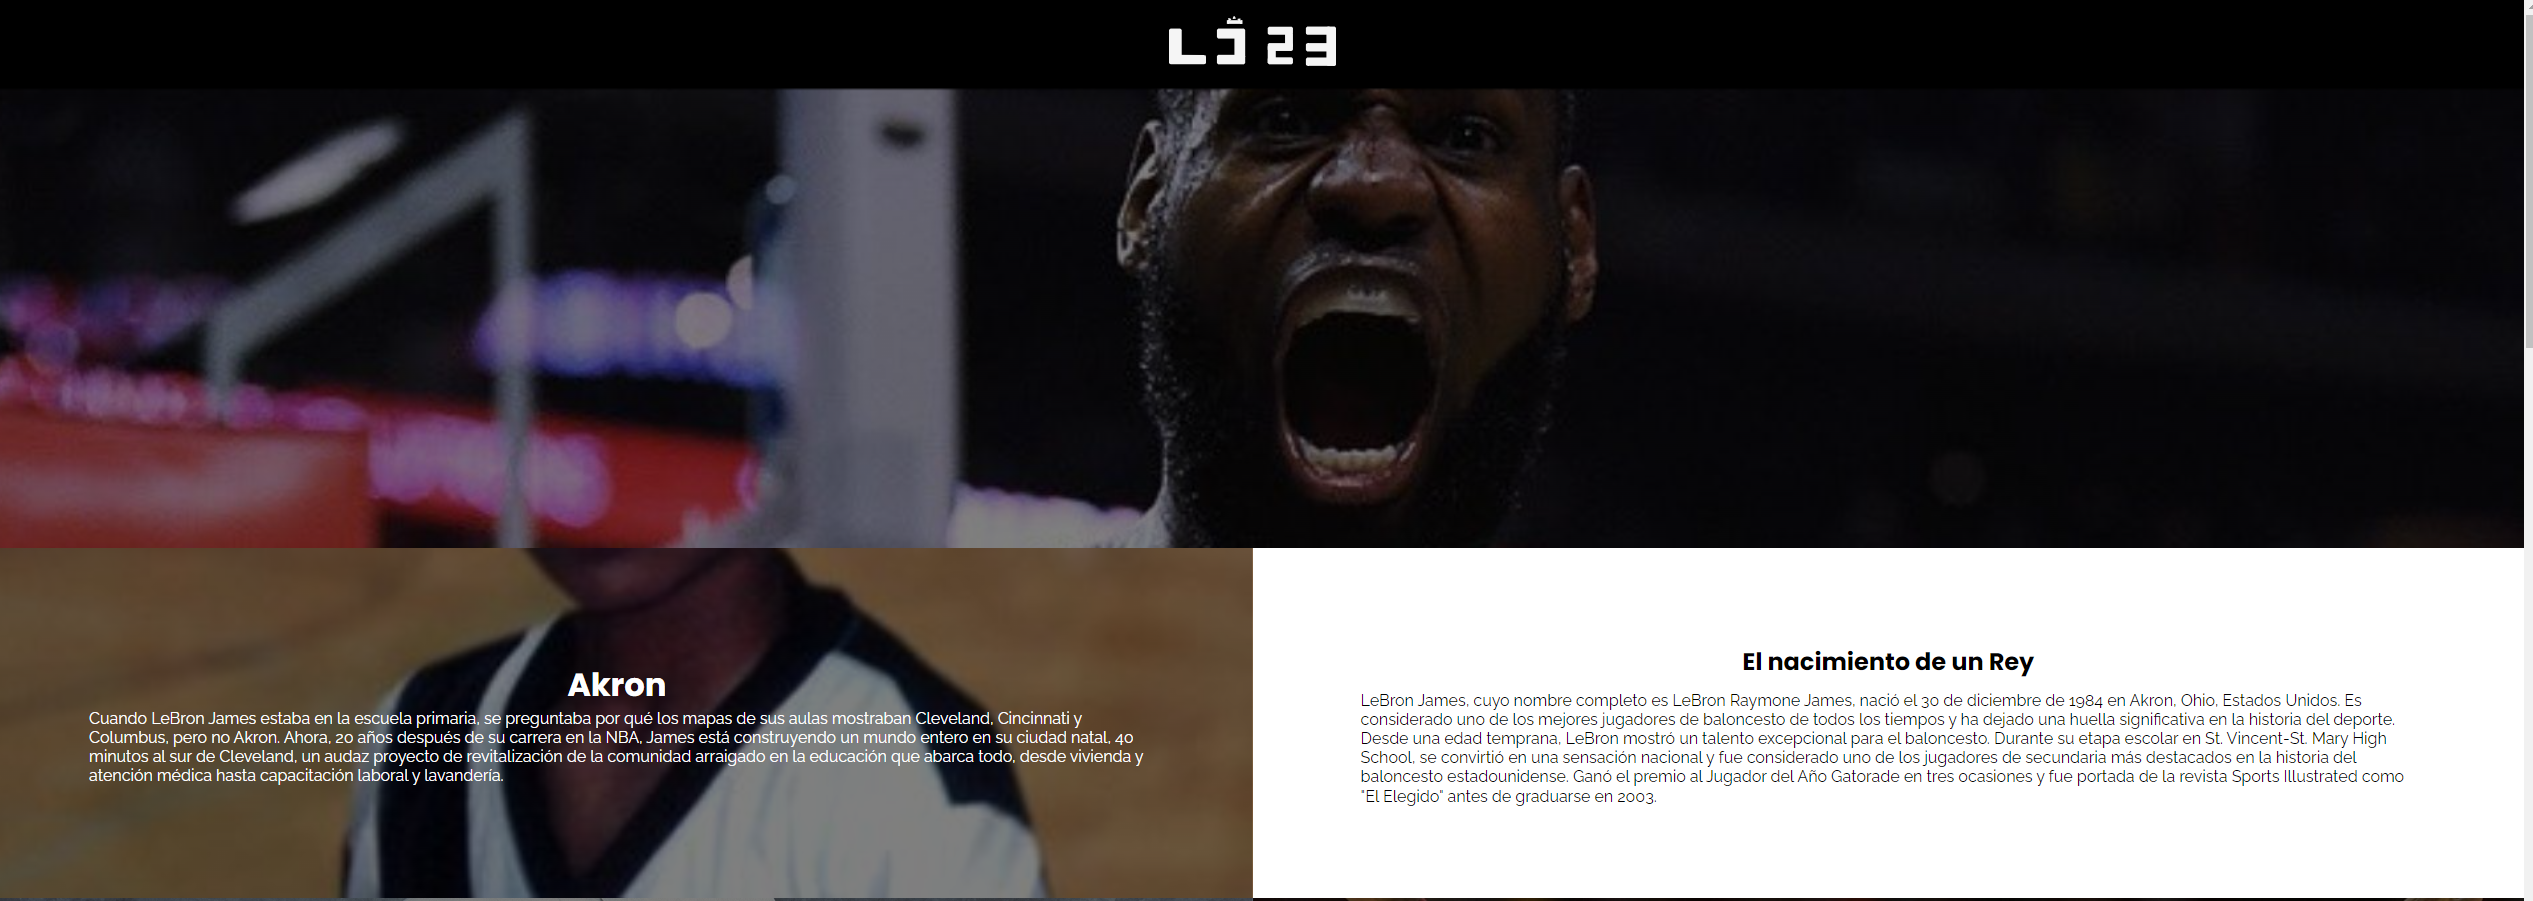 LJ 23
Akron
Cuando LeBron James estaba en la escuela primaria, se preguntaba por qué los mapas de sus aulas mostraban Cleveland, Cincinnati y
Columbus, pero no Akron. Ahora, 20 años después de su carrera en la NBA, James está construyendo un mundo entero en su ciudad natal, 40
minutos al sur de Cleveland, un audaz proyecto de revitalización de la comunidad arraigado en la educación que abarca todo, desde vivienda y
atención médica hasta capacitación laboral y lavandería.
El nacimiento de un Rey
LeBron James, cuyo nombre completo es LeBron Raymone James, nació el 30 de diciembre de 1984 en Akron, Ohio, Estados Unidos. Es
considerado uno de los mejores jugadores de baloncesto de todos los tiempos y ha dejado una huella significativa en la historia del deporte.
Desde una edad temprana, LeBron mostró un talento excepcional para el baloncesto. Durante su etapa escolar en St. Vincent-St. Mary High
School, se convirtió en una sensación nacional y fue considerado uno de los jugadores de secundaria más destacados en la historia del
baloncesto estadounidense. Ganó el premio al Jugador del Año Gatorade en tres ocasiones y fue portada de la revista Sports Illustrated como
"El Elegido" antes de graduarse en 2003.